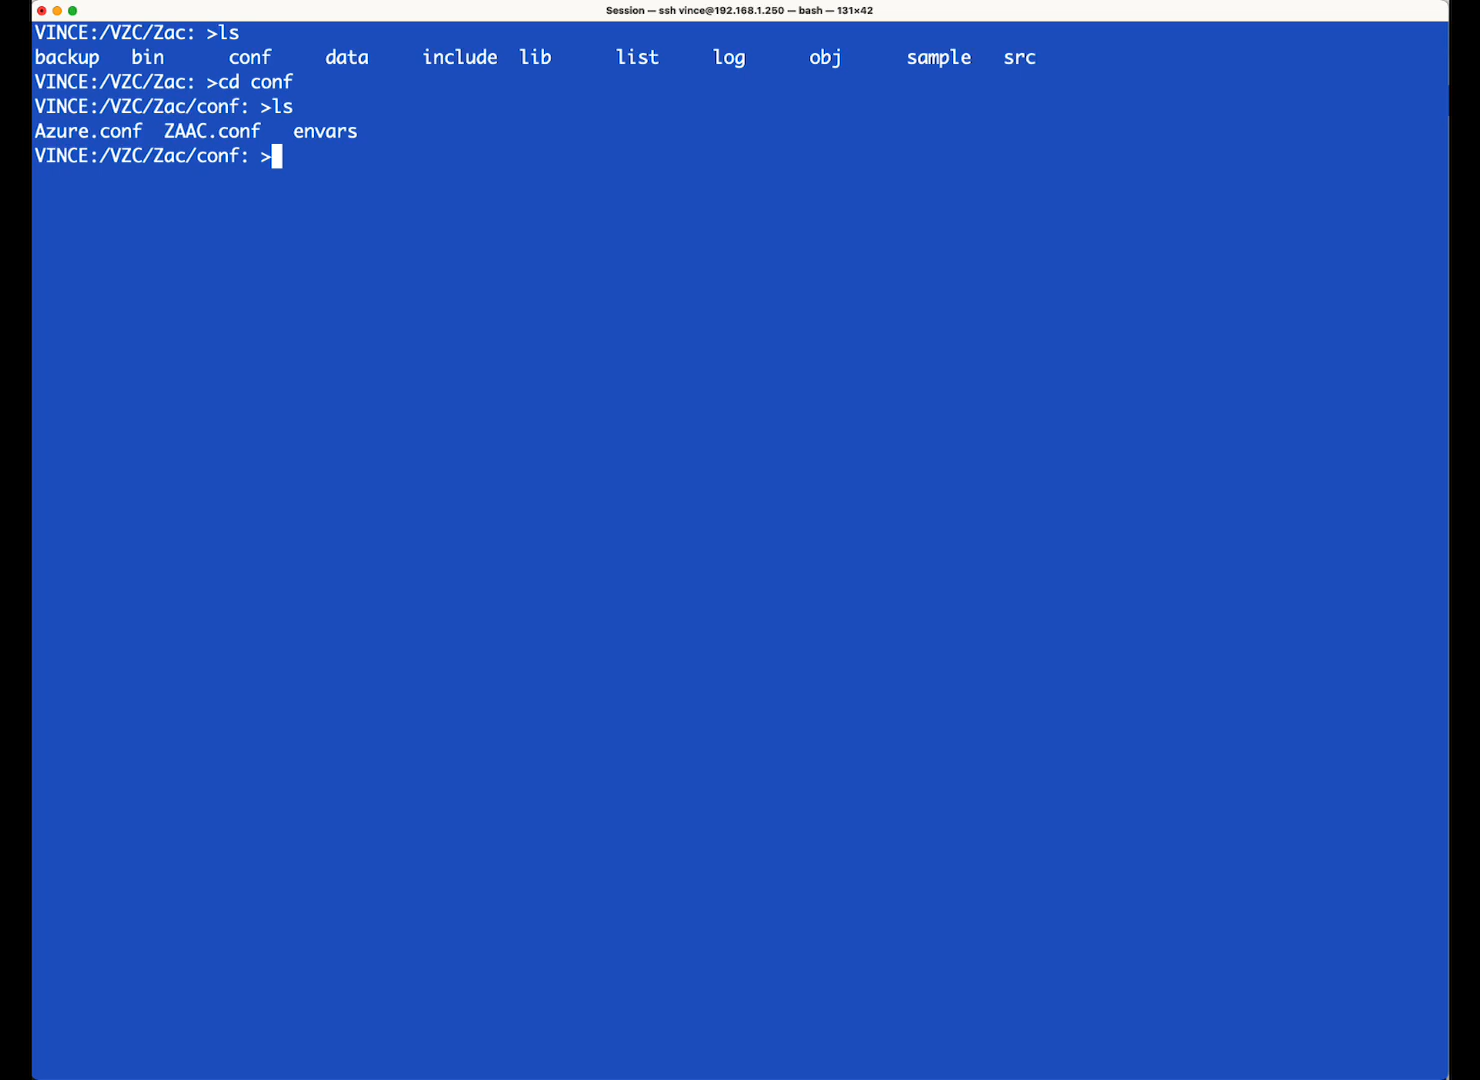 Session — ssh vince@192.168.1.250 — bash — 131×42
VINCE:/VZC/Zac: >ls
backup bin conf data include lib list log obj sample src
VINCE:/VZC/Zac: >cd conf
VINCE:/VZC/Zac/conf: >ls
Azure.conf ZAAC.conf envars
VINCE:/VZC/Zac/conf: >